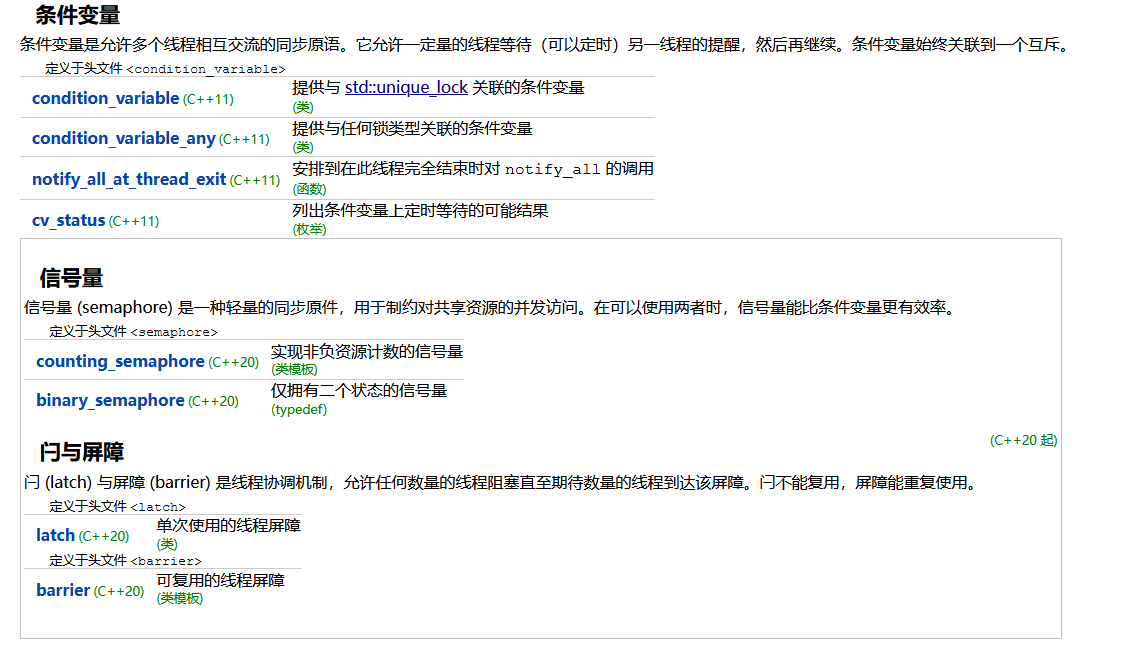 条件变量
条件变量是允许多个线程相互交流的同步原语。它允许一定量的线程等待（可以定时）另一线程的提醒，然后再继续。条件变量始终关联到一个互斥。
定义于头文件 <condition_variable>
condition_variable (C++11) 提供与 std::unique_lock 关联的条件变量
(类)
condition_variable_any (C++11) 提供与任何锁类型关联的条件变量
(类)
notify_all_at_thread_exit (C++11) 安排到在此线程完全结束时对 notify_all 的调用
(函数)
cv_status (C++11) 列出条件变量上定时等待的可能结果
(枚举)
信号量
信号量 (semaphore) 是一种轻量的同步原件，用于制约对共享资源的并发访问。在可以使用两者时，信号量能比条件变量更有效率。
定义于头文件 <semaphore>
counting_semaphore (C++20) 实现非负资源计数的信号量
(类模板)
binary_semaphore (C++20) 仅拥有二个状态的信号量
(typedef)
(C++20 起)
闩与屏障
闩 (latch) 与屏障 (barrier) 是线程协调机制，允许任何数量的线程阻塞直至期待数量的线程到达该屏障。闩不能复用，屏障能重复使用。
定义于头文件 <latch>
latch (C++20) 单次使用的线程屏障
(类)
定义于头文件 <barrier>
barrier (C++20) 可复用的线程屏障
(类模板)